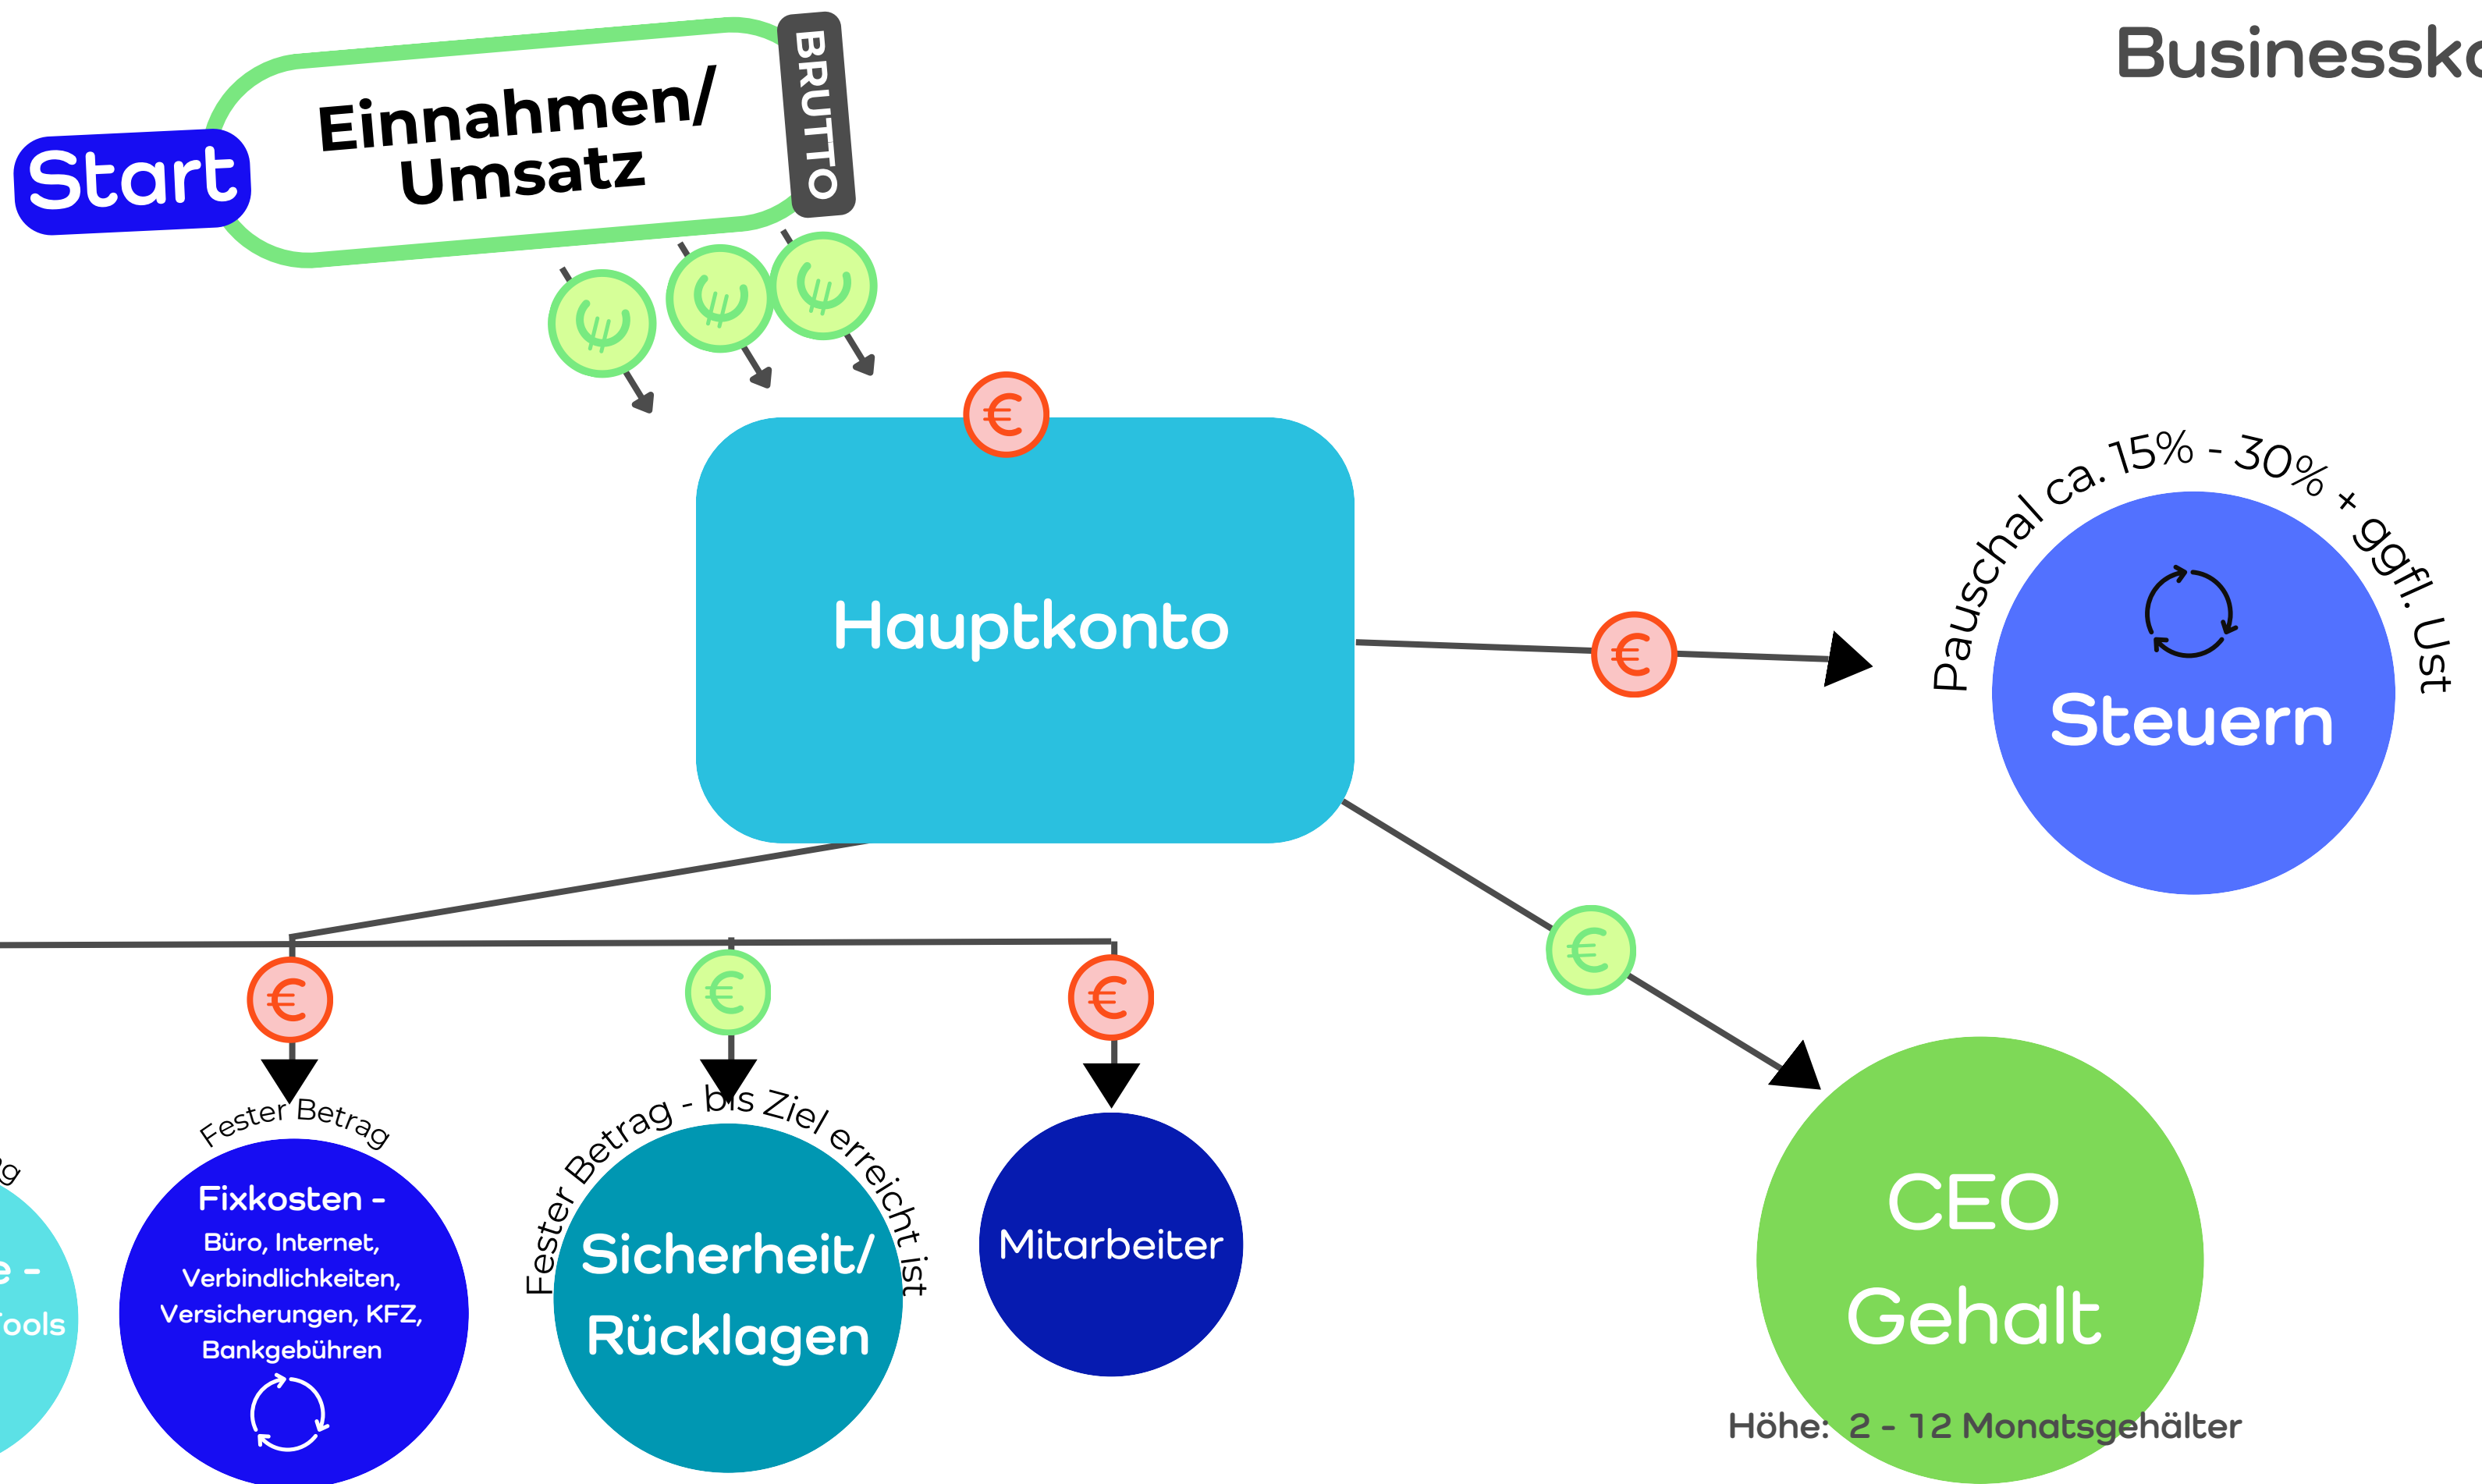 Businessk
Start
Einnahmen/
Umsatz
BRUTTO
€
€
€
€
Hauptkonto
€
Pauschal ca. 15% - 30% + ggfl. Ust
Steuern
€
€
€
€
Fester Betrag
Fixkosten -
Büro, Internet,
Verbindlichkeiten,
Versicherungen, KFZ,
Bankgebühren
Fester Betrag - bis Ziel erreicht ist
Sicherheit/
Rücklagen
Mitarbeiter
CEO
Gehalt
Höhe: 2 - 12 Monatsgehälter
g
e -
ools